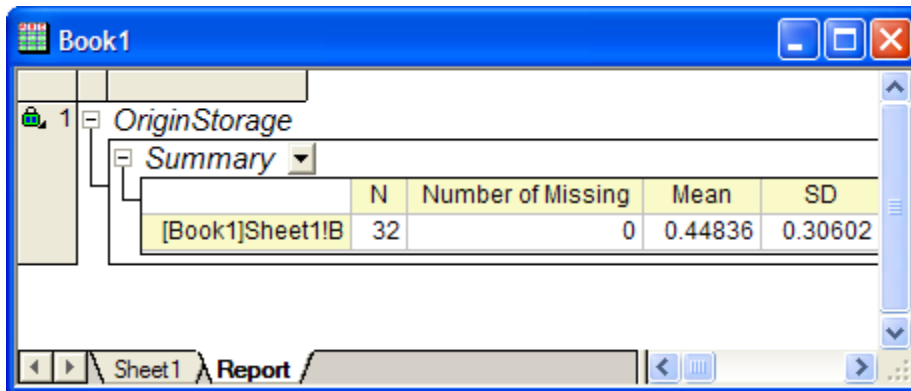 Book1
1 OriginStorage
Summary
N Number of Missing Mean SD
[Book1]Sheet1!B 32 0 0.44836 0.30602
Sheet1 Report